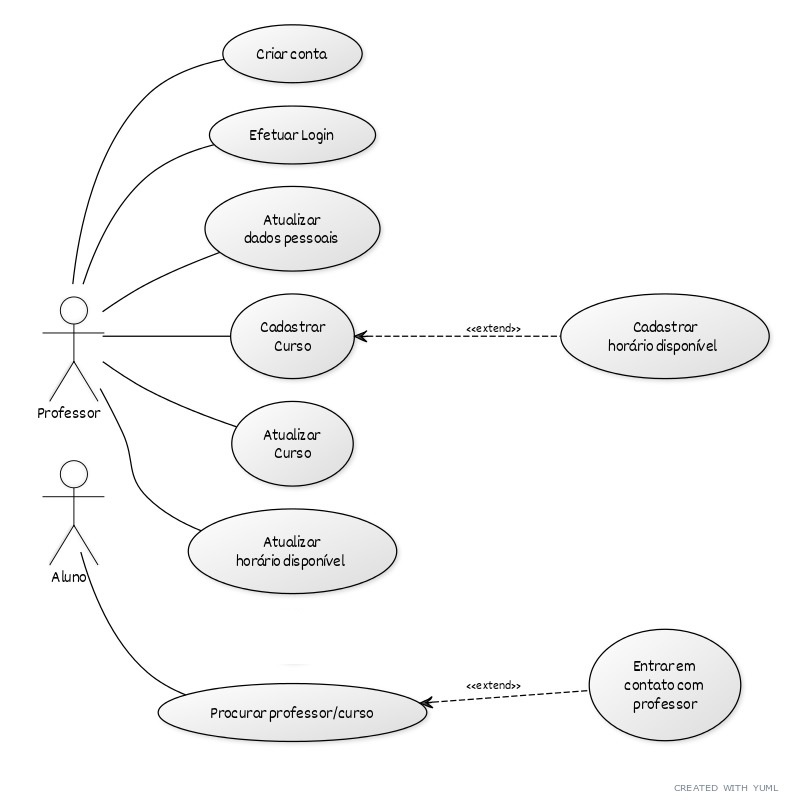 Criar conta
Efetuar Login
Atualizar
dados pessoais
Cadastrar
Curso
<<extend>>
Cadastrar
horário disponível
Professor
Atualizar
Curso
Atualizar
horário disponível
Aluno
Procurar professor/curso
<<extend>>
Entrar em
contato com
professor
CREATED WITH YUML